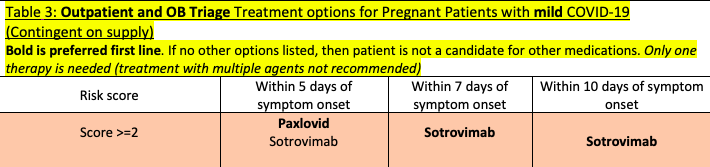 Table 3: Outpatient and OB Triage Treatment options for Pregnant Patients with mild COVID-19
(Contingent on supply)
Bold is preferred first line. If no other options listed, then patient is not a candidate for other medications. Only one
therapy is needed (treatment with multiple agents not recommended)
Risk score
Within 5 days of
symptom onset
Within 7 days of
symptom onset
Within 10 days of symptom
onset
Score >=2
Paxlovid
Sotrovimab
Sotrovimab
Sotrovimab